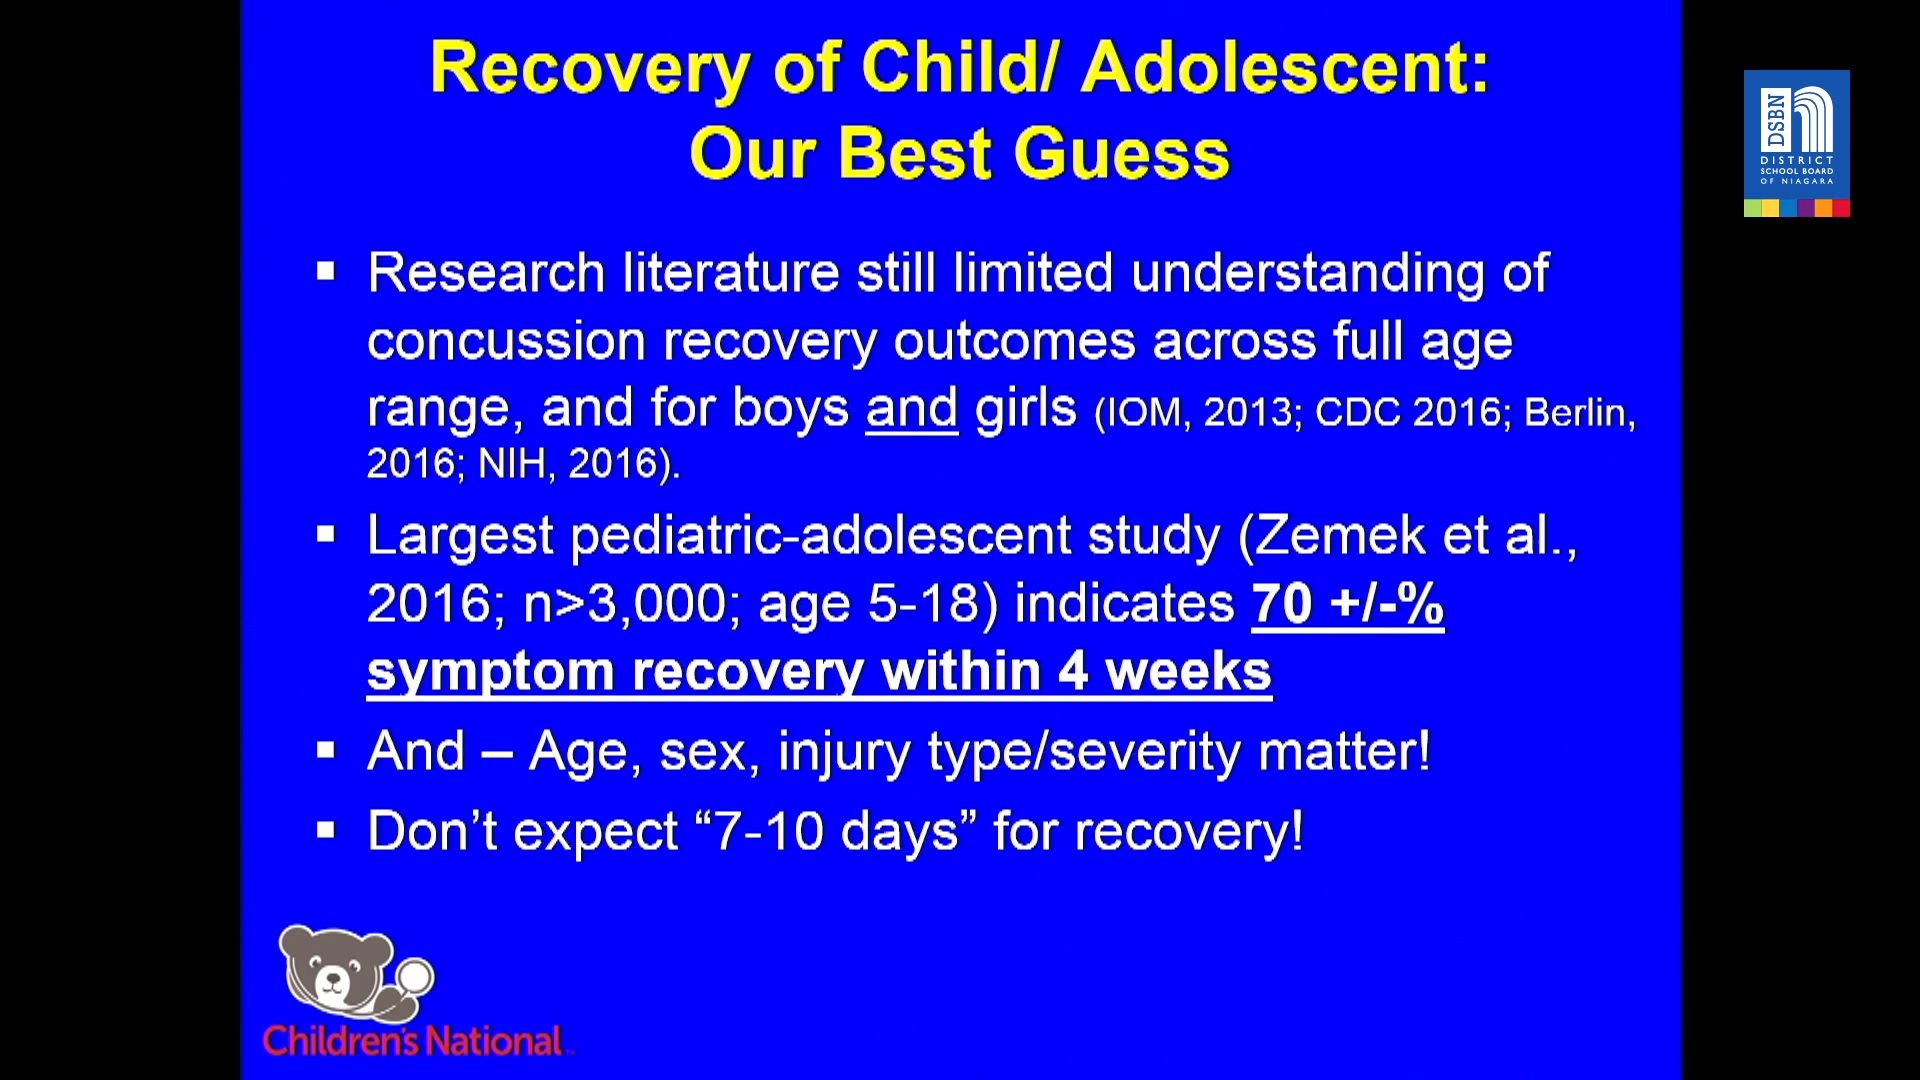 Recovery of Child/ Adolescent:
Our Best Guess
DSBN
DISTRICT
SCHOOL BOARD
OF NIAGARA
▪ Research literature still limited understanding of
concussion recovery outcomes across full age
range, and for boys and girls (IOM, 2013; CDC 2016; Berlin,
2016; NIH, 2016).
▪ Largest pediatric-adolescent study (Zemek et al.,
2016; n>3,000; age 5-18) indicates 70 +/-%
symptom recovery within 4 weeks
▪ And – Age, sex, injury type/severity matter!
▪ Don’t expect “7-10 days” for recovery!
Children's National